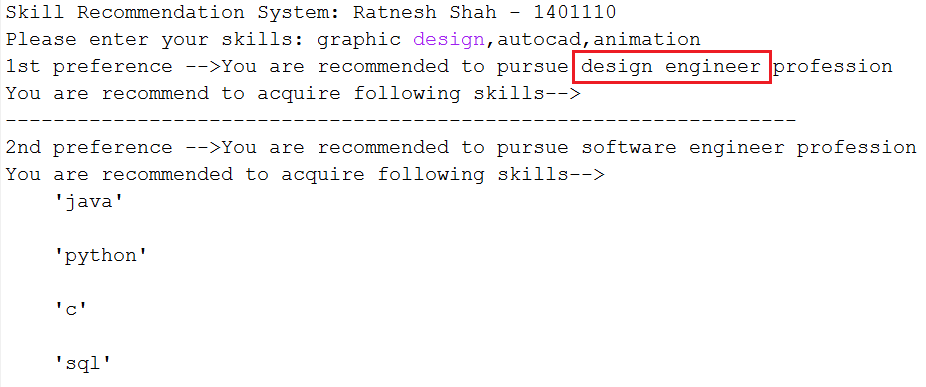 Skill Recommendation System: Ratnesh Shah - 1401110
Please enter your skills: graphic design,autocad,animation
1st preference -->You are recommended to pursue design engineer profession
You are recommend to acquire following skills-->
------------------------------------------------------------------
2nd preference -->You are recommended to pursue software engineer profession
You are recommended to acquire following skills-->
'java'
'python'
'c'
'sql'